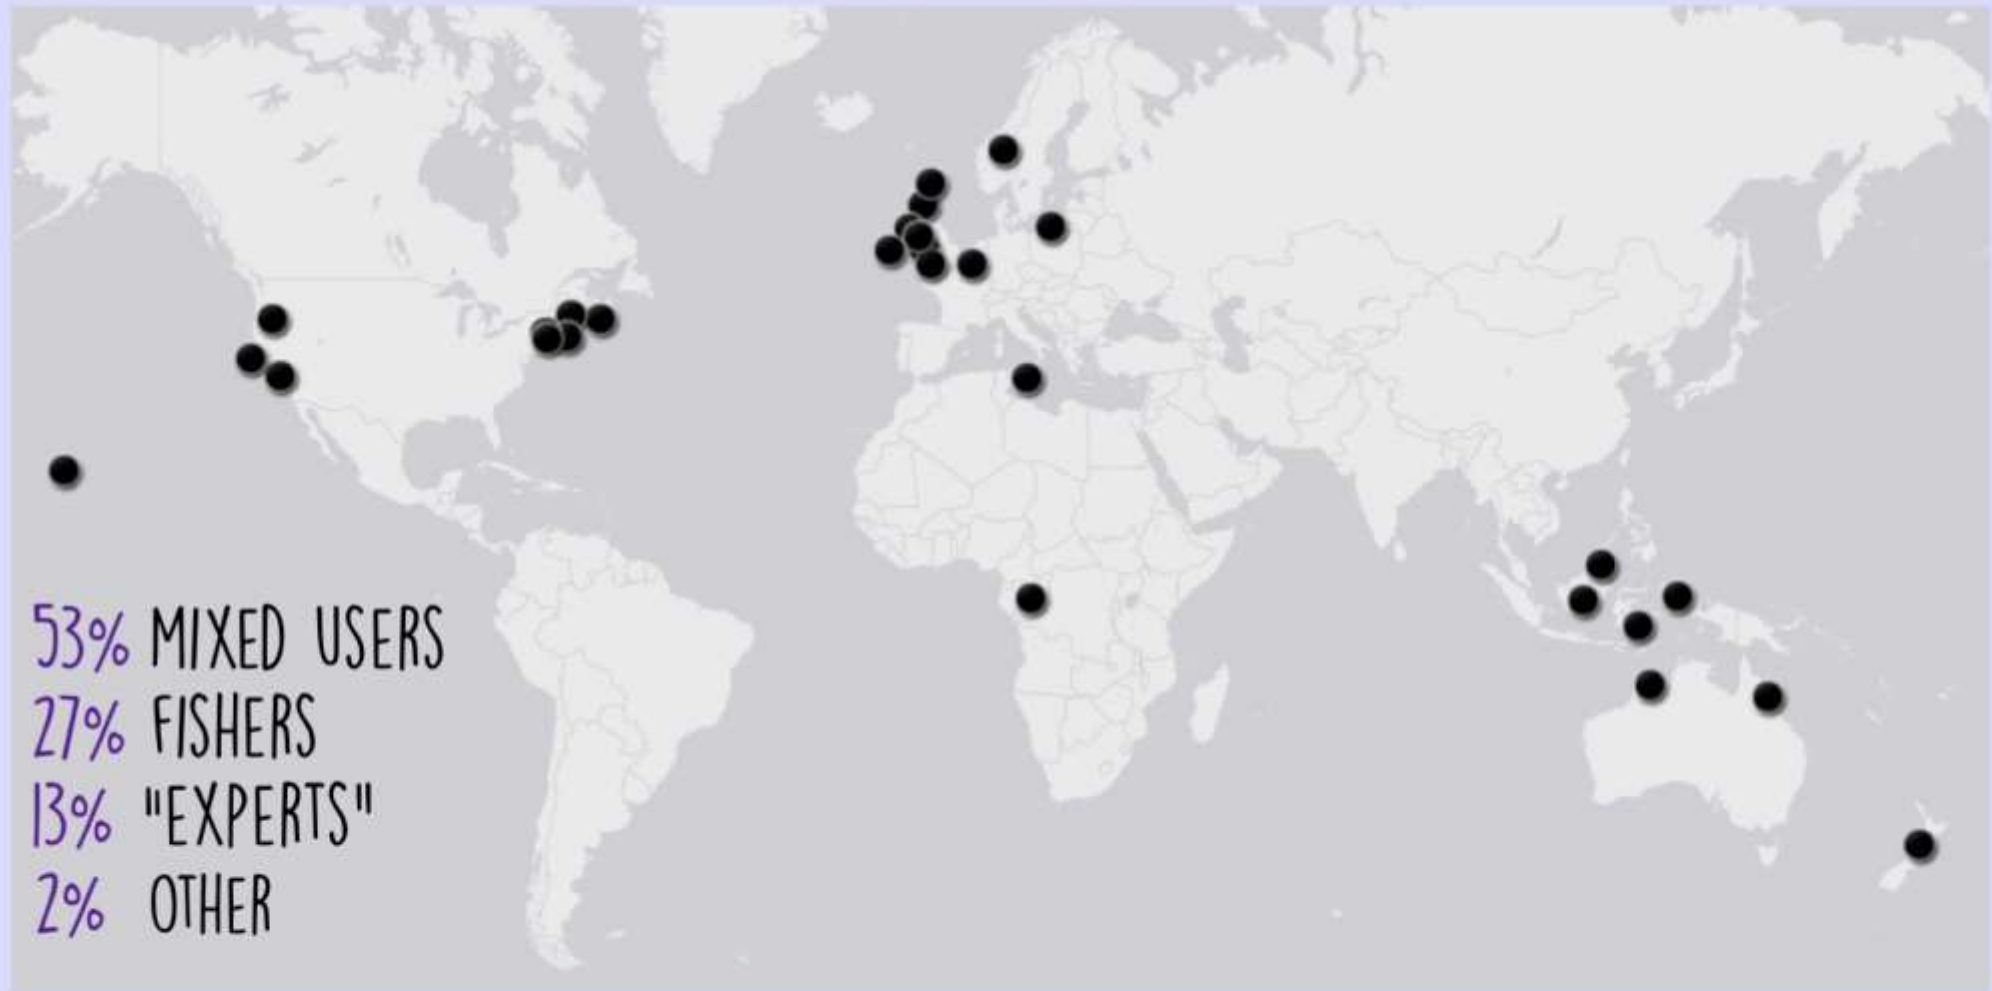 53% MIXED USERS
27% FISHERS
13% "EXPERTS"
2% OTHER